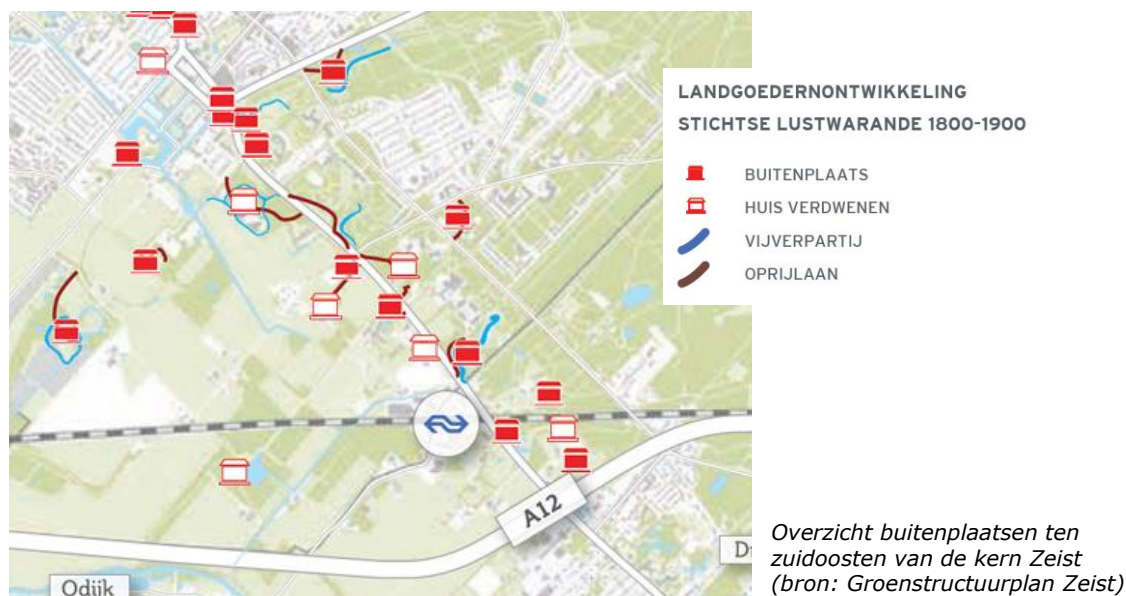 LANDGOEDERNONTWIKKELING
STICHTSE LUSTWARANDE 1800-1900
BUITENPLAATS
HUIS VERDWENEN
VIJVERPARTIJ
OPRIJLAAN
A12
Odijk
Overzicht buitenplaatsen ten
zuidoosten van de kern Zeist
(bron: Groenstructuurplan Zeist)